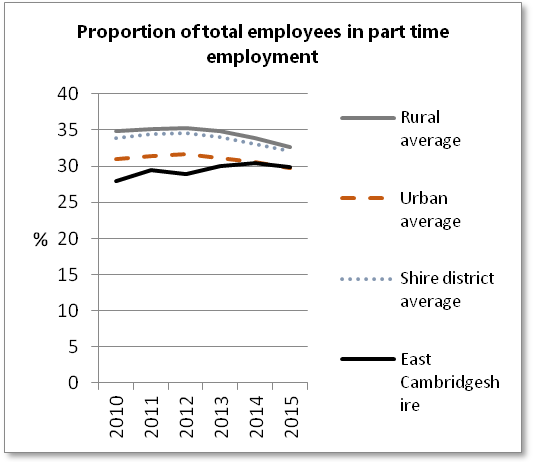 Proportion of total employees in part time
employment
40
35
30
25
20
15
10
5
0
%
2010
2011
2012
2013
2014
2015
Rural
average
Urban
average
Shire district
average
East
Cambridgesh
ire